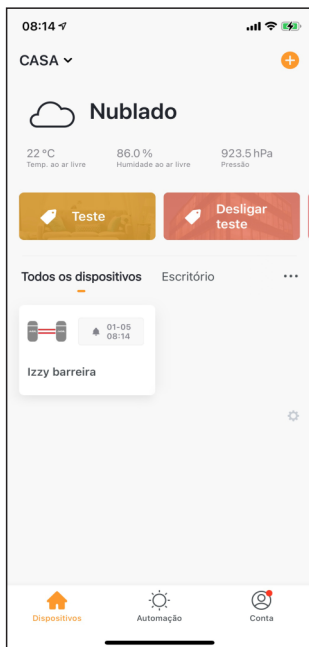 08:14
CASA
Nublado
22 °C 86.0 % 923.5 hPa
Temp. ao ar livre Humidade ao ar livre Pressão
Teste
Desligar
teste
Todos os dispositivos Escritório
01-05
08:14
Izzy barreira
Dispositivos Automação Conta